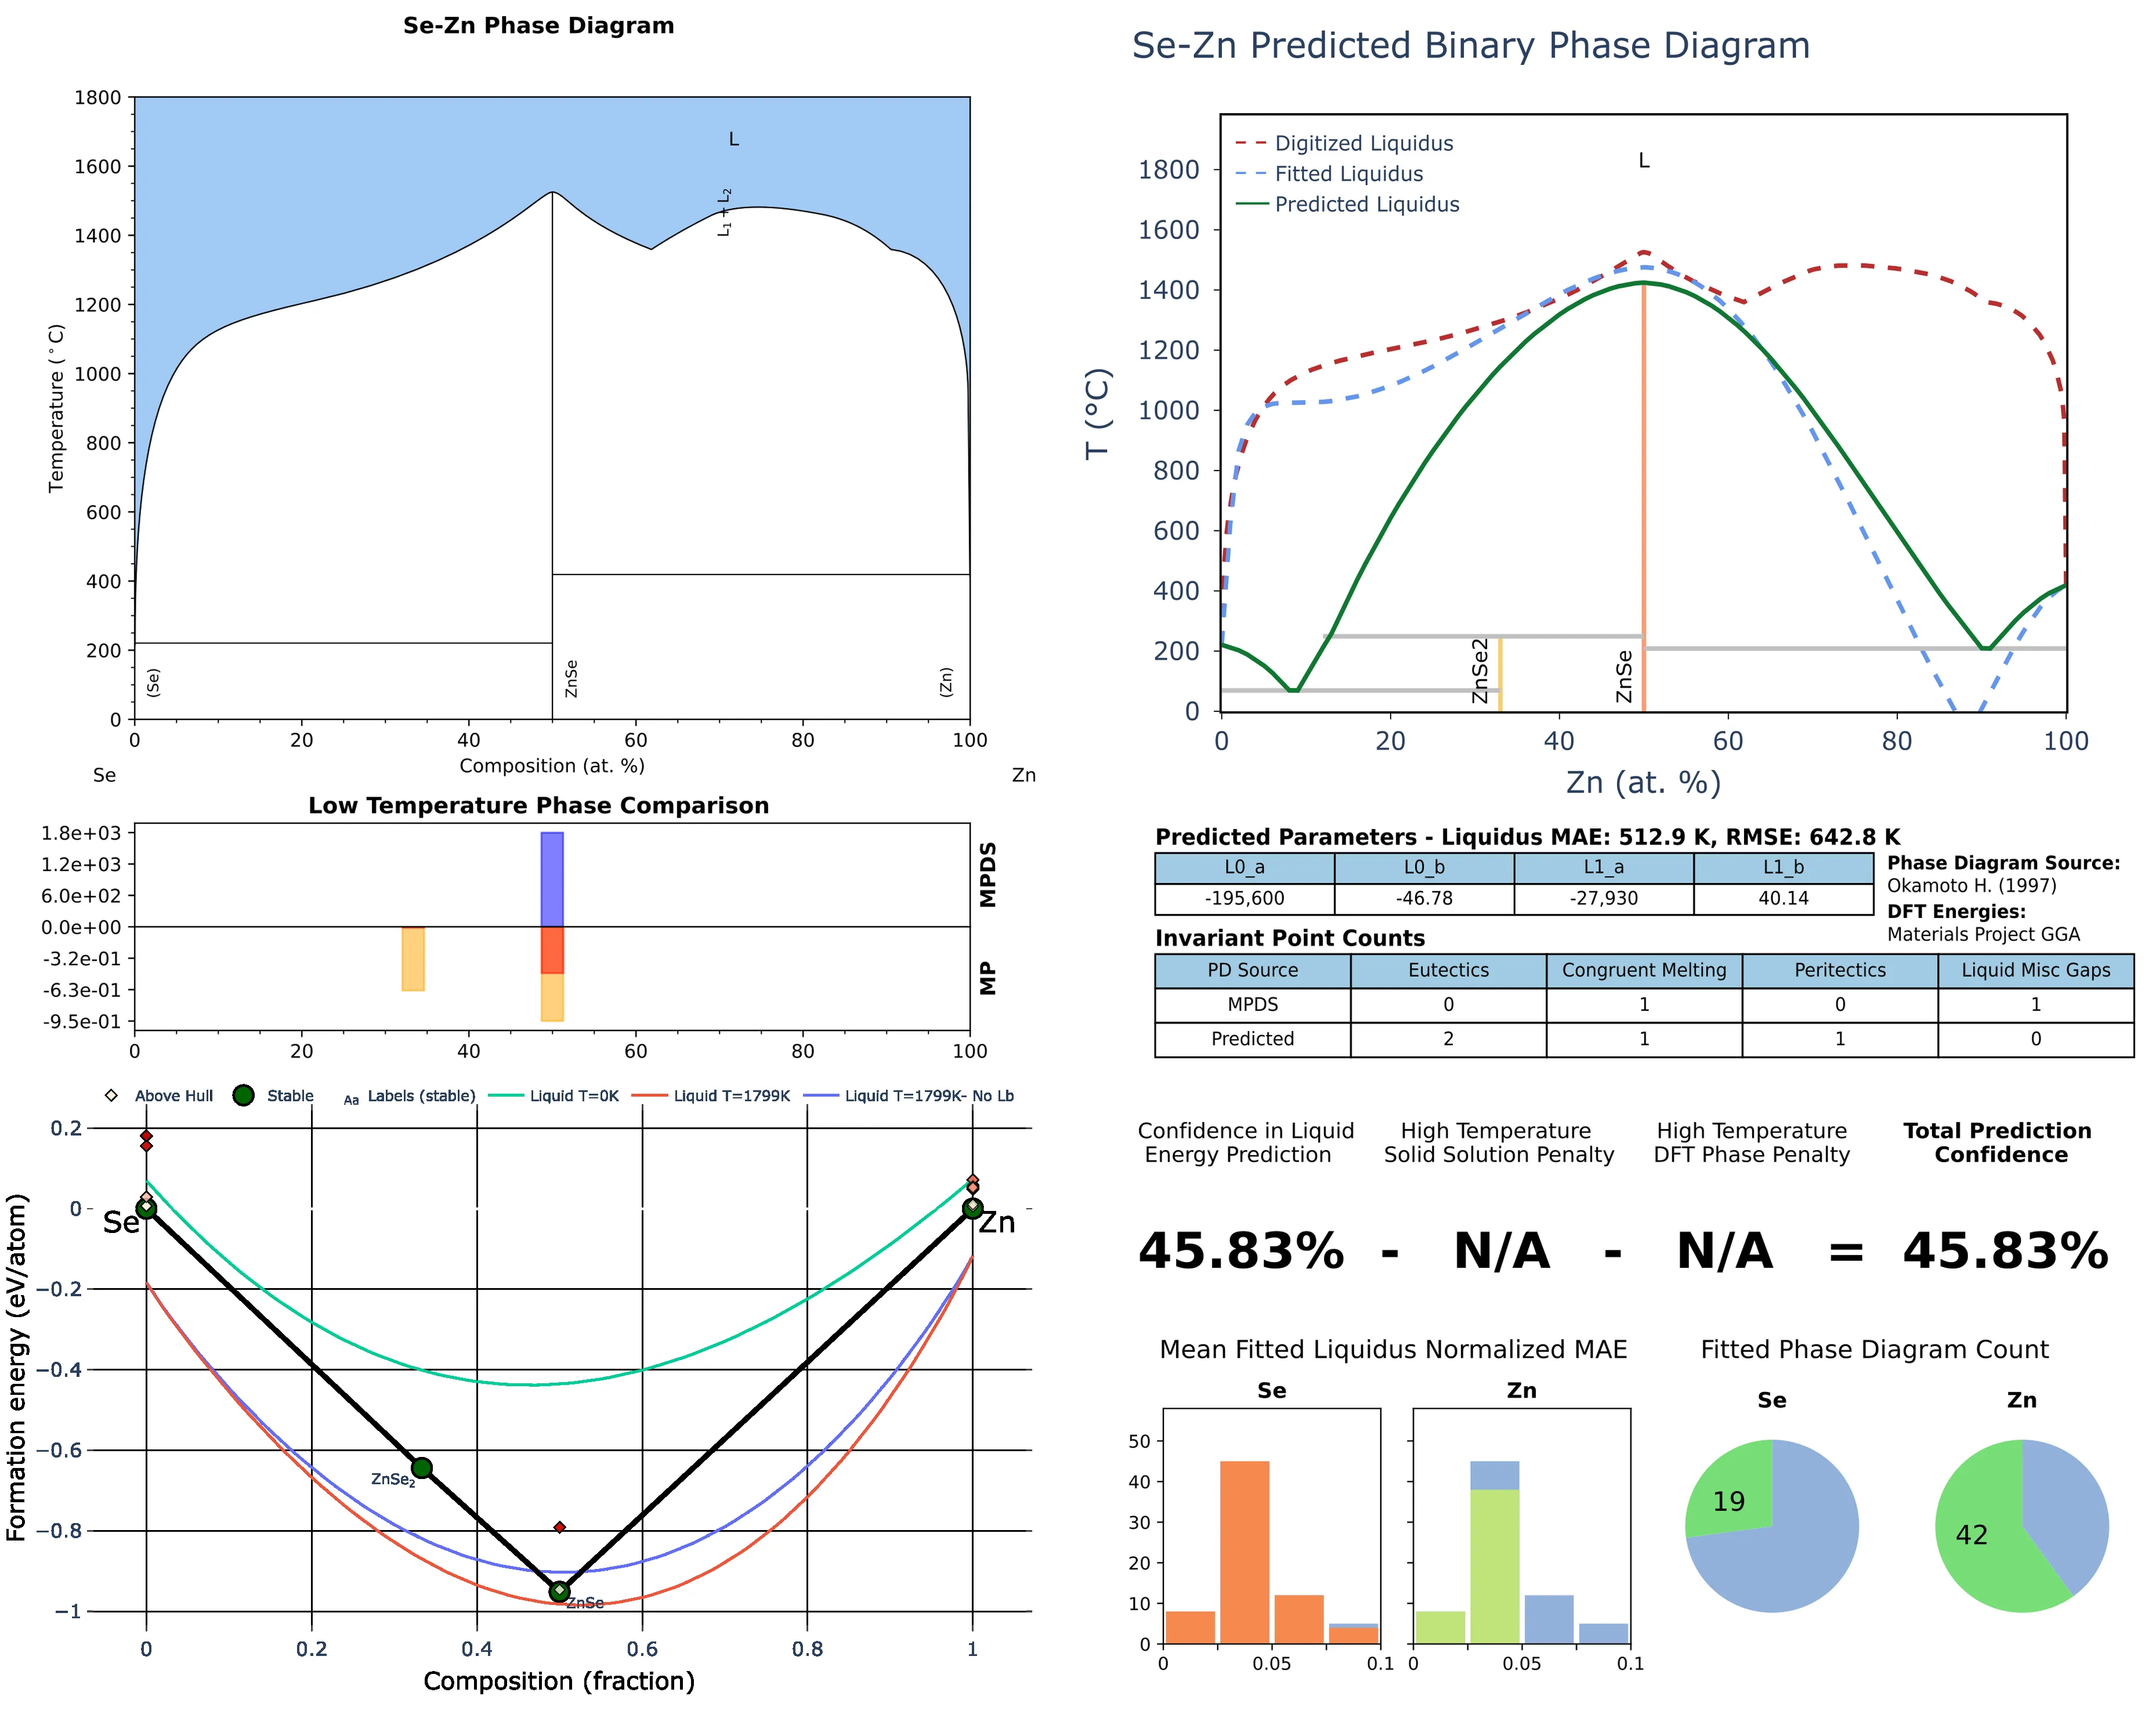 Se-Zn Phase Diagram
1800
1600
1400
1200
1000
800
600
400
200
0
Temperature (°C)
L
L1 + L2
(Se)
ZnSe
(Zn)
0 20 40 60 80 100
Composition (at. %)
Se Zn
Low Temperature Phase Comparison
1.8e+03
1.2e+03
6.0e+02
0.0e+00
-3.2e-01
-6.3e-01
-9.5e-01
MPDS
MP
0 20 40 60 80 100
Above Hull Stable Aa Labels (stable) Liquid T=0K Liquid T=1799K Liquid T=1799K- No Lb
0.2
0
−0.2
−0.4
−0.6
−0.8
−1
Formation energy (eV/atom)
Se
Zn
ZnSe2
ZnSe
0 0.2 0.4 0.6 0.8 1
Composition (fraction)
Se-Zn Predicted Binary Phase Diagram
Digitized Liquidus
Fitted Liquidus
Predicted Liquidus
L
1800
1600
1400
1200
1000
800
600
400
200
0
T (°C)
ZnSe2
ZnSe
0 20 40 60 80 100
Zn (at. %)
Predicted Parameters - Liquidus MAE: 512.9 K, RMSE: 642.8 K
L0_a L0_b L1_a L1_b
-195,600 -46.78 -27,930 40.14
Phase Diagram Source:
Okamoto H. (1997)
DFT Energies:
Materials Project GGA
Invariant Point Counts
PD Source Eutectics Congruent Melting Peritectics Liquid Misc Gaps
MPDS 0 1 0 1
Predicted 2 1 1 0
Confidence in Liquid Energy Prediction
High Temperature Solid Solution Penalty
High Temperature DFT Phase Penalty
Total Prediction Confidence
45.83% - N/A - N/A = 45.83%
Mean Fitted Liquidus Normalized MAE
Se Zn
50
40
30
20
10
0
0 0.05 0.1
0 0.05 0.1
Fitted Phase Diagram Count
Se Zn
19
42